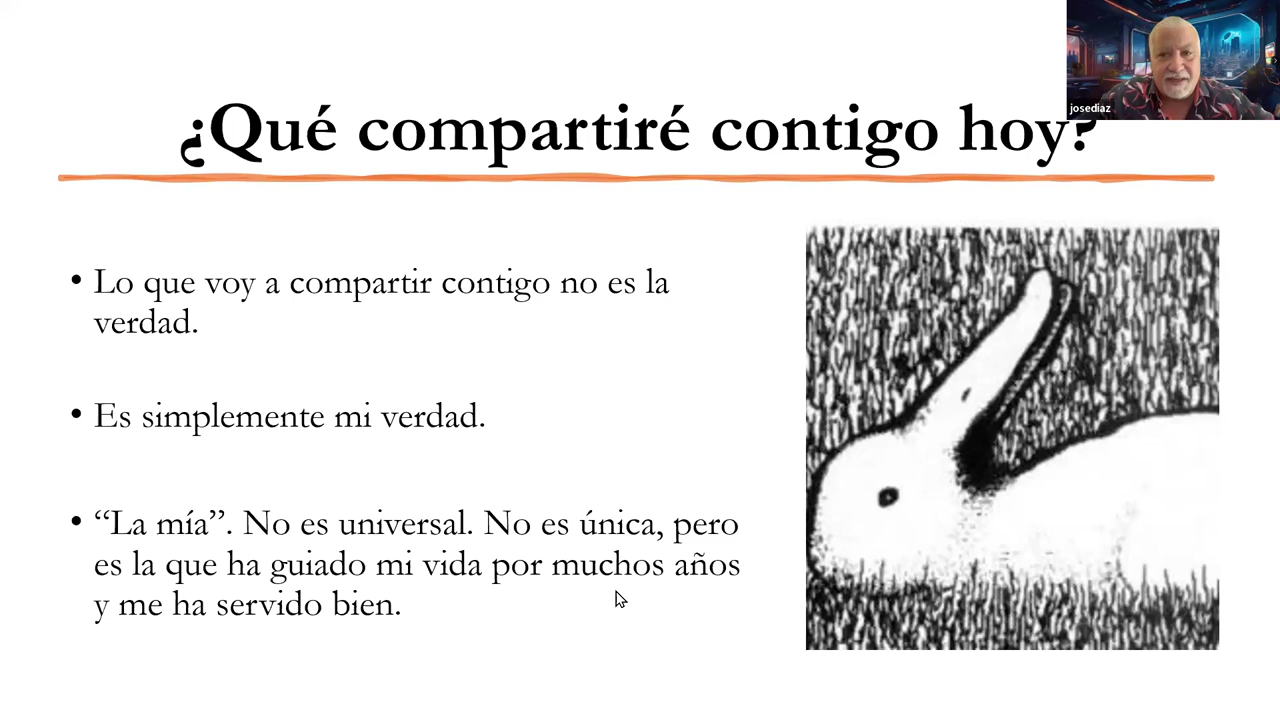 josediaz
¿Qué compartiré contigo hoy?
• Lo que voy a compartir contigo no es la
verdad.
• Es simplemente mi verdad.
• “La mía”. No es universal. No es única, pero
es la que ha guiado mi vida por muchos años
y me ha servido bien.